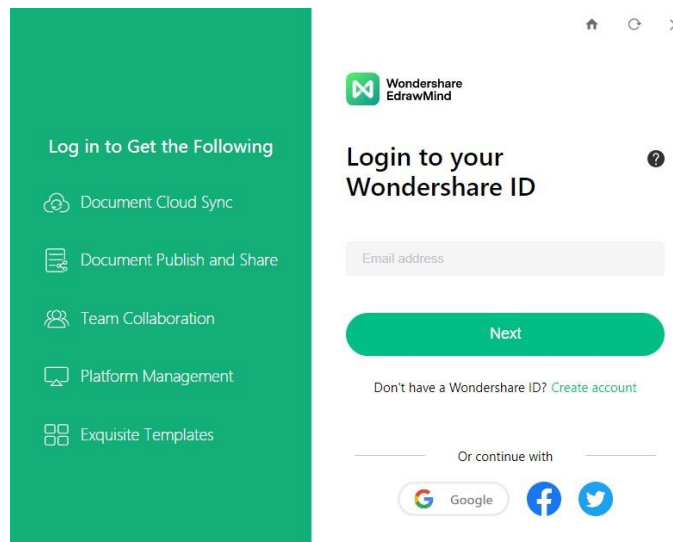 Log in to Get the Following
Document Cloud Sync
Document Publish and Share
Team Collaboration
Platform Management
Exquisite Templates
Wondershare
EdrawMind
Login to your
Wondershare ID
?
Email address
Next
Don't have a Wondershare ID? Create account
Or continue with
Google